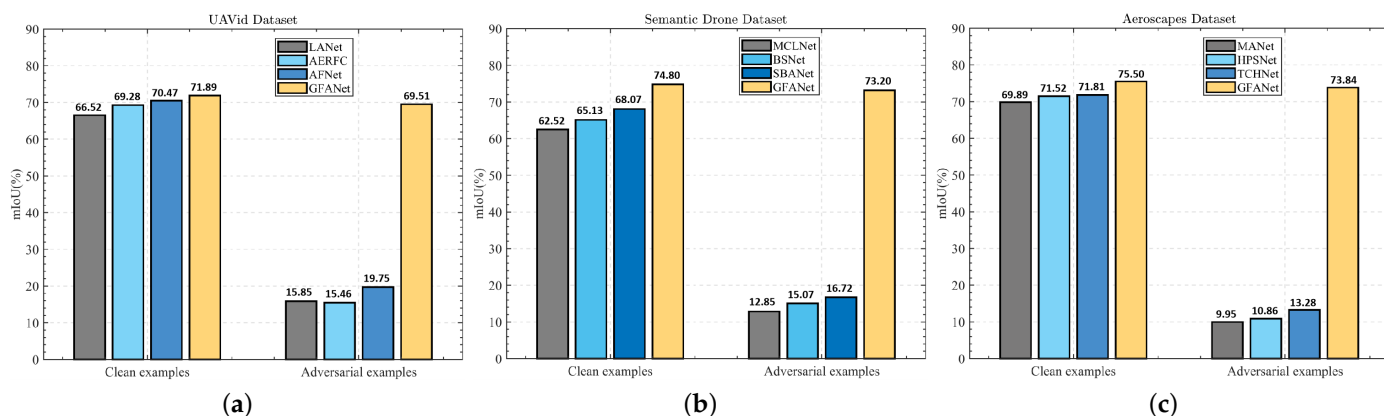 UAVid Dataset
mIoU(%)
90
80
70
60
50
40
30
20
10
0
LANet
AERFC
AFNet
GFANet
66.52
69.28
70.47
71.89
15.85
15.46
19.75
69.51
Clean examples
Adversarial examples
(a)
Semantic Drone Dataset
mIoU(%)
90
80
70
60
50
40
30
20
10
0
MCLNet
BSNet
SBANet
GFANet
62.52
65.13
68.07
74.80
12.85
15.07
16.72
73.20
Clean examples
Adversarial examples
(b)
Aeroscapes Dataset
mIoU(%)
90
80
70
60
50
40
30
20
10
0
MANet
HPSNet
TCHNet
GFANet
69.89
71.52
71.81
75.50
9.95
10.86
13.28
73.84
Clean examples
Adversarial examples
(c)